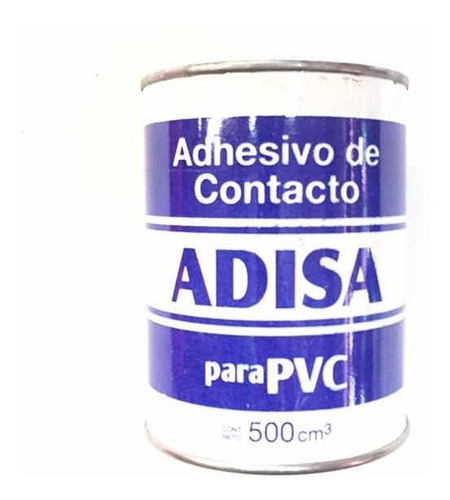 Adhesivo de
Contacto
ADISA
para PVC
CONT.
NETO 500 cm³